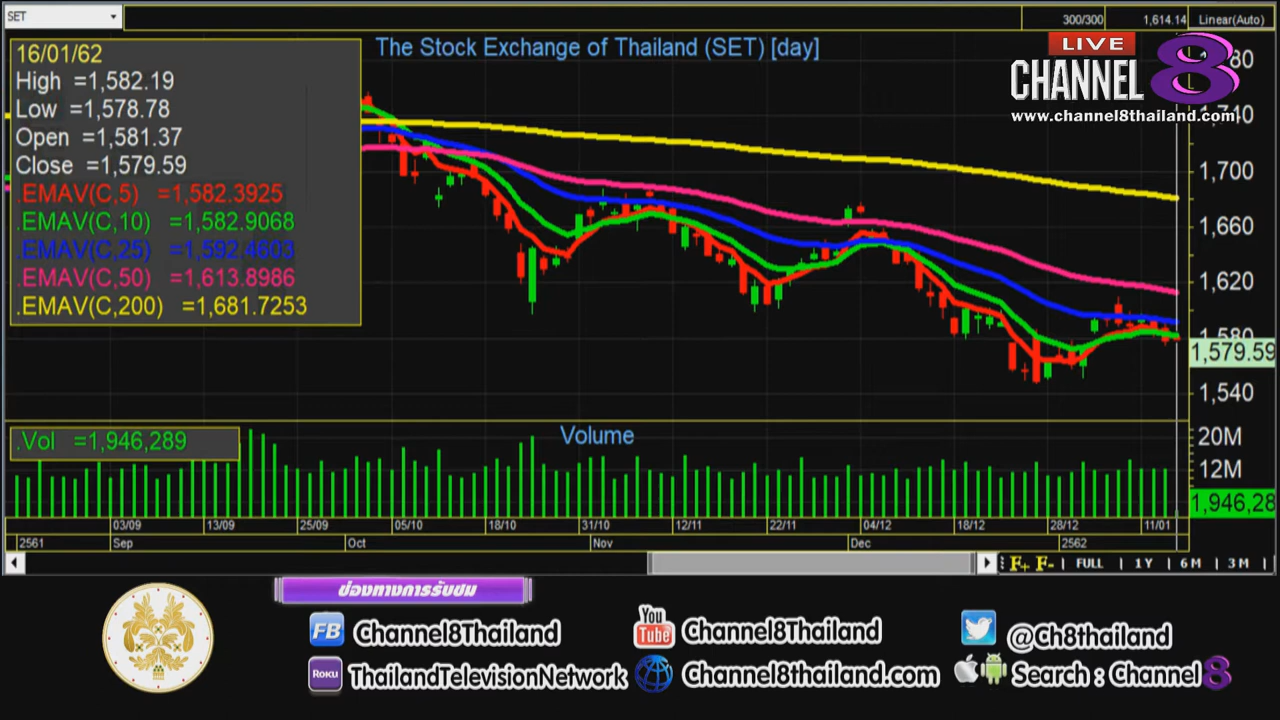 SET
300/300
1,614.14
Linear(Auto)
The Stock Exchange of Thailand (SET) [day]
LIVE
CHANNEL 8
www.channel8thailand.com
16/01/62
High =1,582.19
Low =1,578.78
Open =1,581.37
Close =1,579.59
.EMAV(C,5) =1,582.3925
.EMAV(C,10) =1,582.9068
.EMAV(C,25) =1,592.4603
.EMAV(C,50) =1,613.8986
.EMAV(C,200) =1,681.7253
1,740
1,700
1,660
1,620
1,580
1,579.59
1,540
.Vol =1,946,289
Volume
20M
12M
1,946,28
03/09 13/09 25/09 05/10 18/10 31/10 12/11 22/11 04/12 18/12 28/12 11/01
2561 Sep Oct Nov Dec 2562
F+ F- | FULL | 1Y | 6M | 3M |
ช่องทางการรับชม
FB Channel8Thailand
You Tube Channel8Thailand
@Ch8thailand
ROKU ThailandTelevisionNetwork
Channel8thailand.com
Search : Channel 8